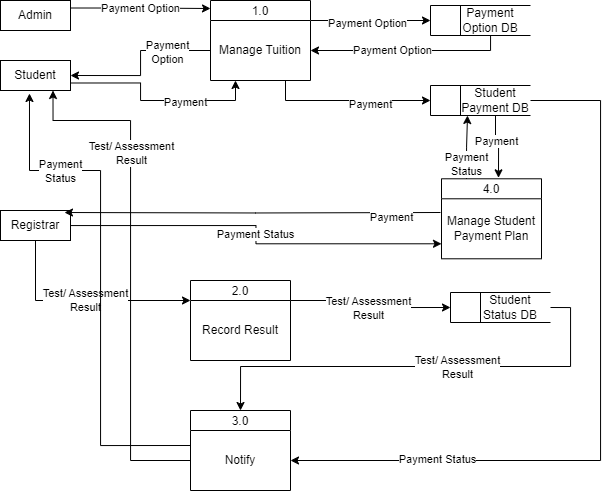 Admin
Payment Option
1.0
Manage Tuition
Payment Option
Payment
Option DB
Payment
Option
Payment Option
Student
Payment
Payment
Student
Payment DB
Test/ Assessment
Result
Payment
Status
Payment
Payment
Status
4.0
Manage Student
Payment Plan
Registrar
Payment
Payment Status
Test/ Assessment
Result
2.0
Record Result
Test/ Assessment
Result
Student
Status DB
Test/ Assessment
Result
3.0
Notify
Payment Status